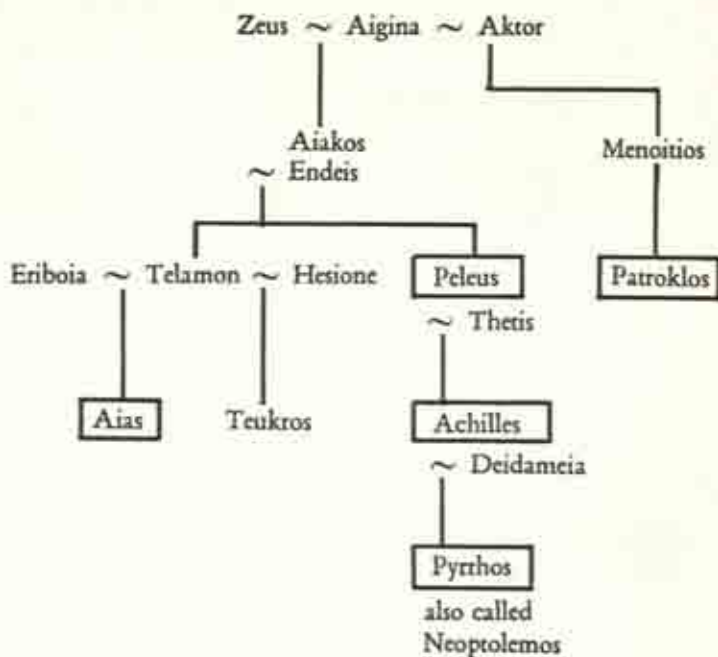 Zeus ~ Aigina ~ Aktor
Aiakos
~ Endeis
Menoitios
Eriboia ~ Telamon ~ Hesione
Peleus
Patroklos
~ Thetis
Aias
Teukros
Achilles
~ Deidameia
Pyrrhos
also called
Neoptolemos